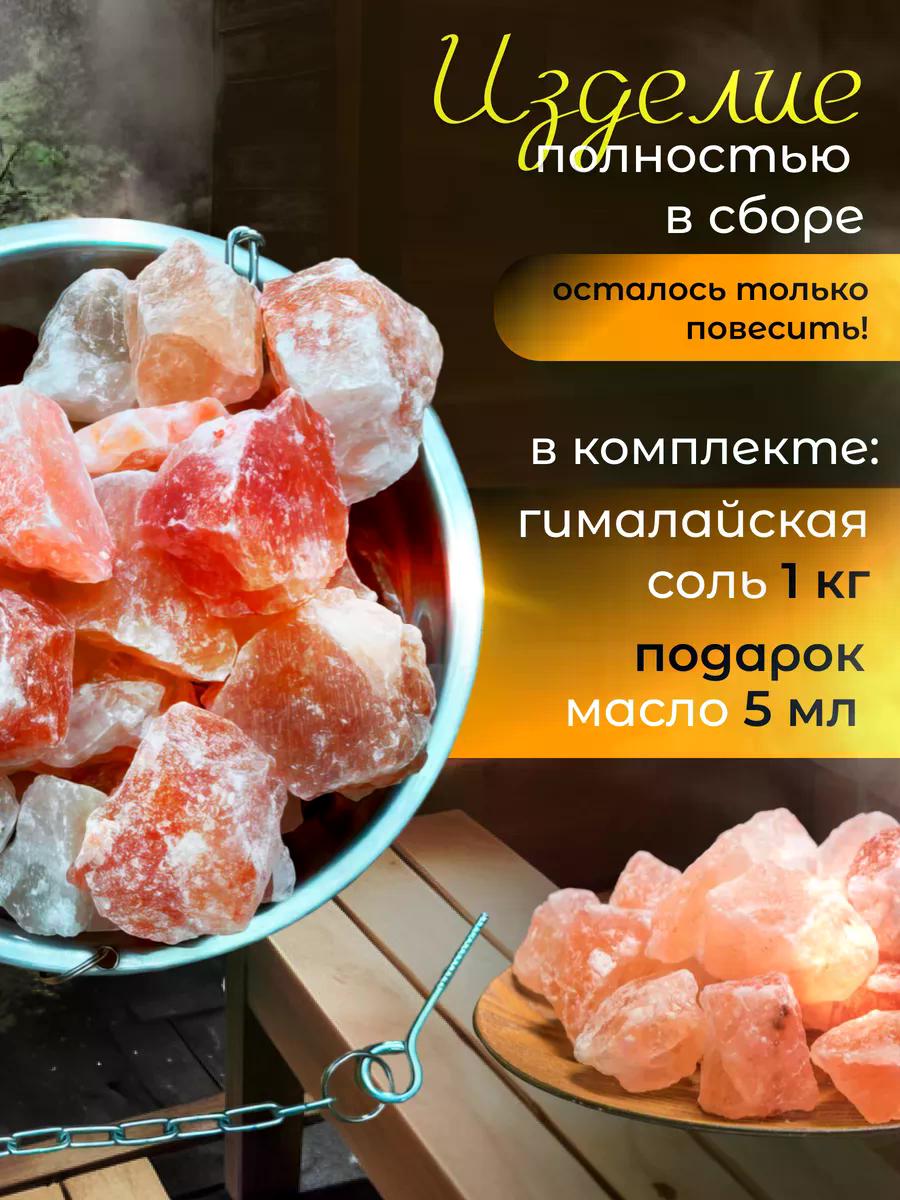 Изделие
полностью
в сборе
осталось только
повесить!
в комплекте:
гималайская
соль 1 кг
подарок
масло 5 мл